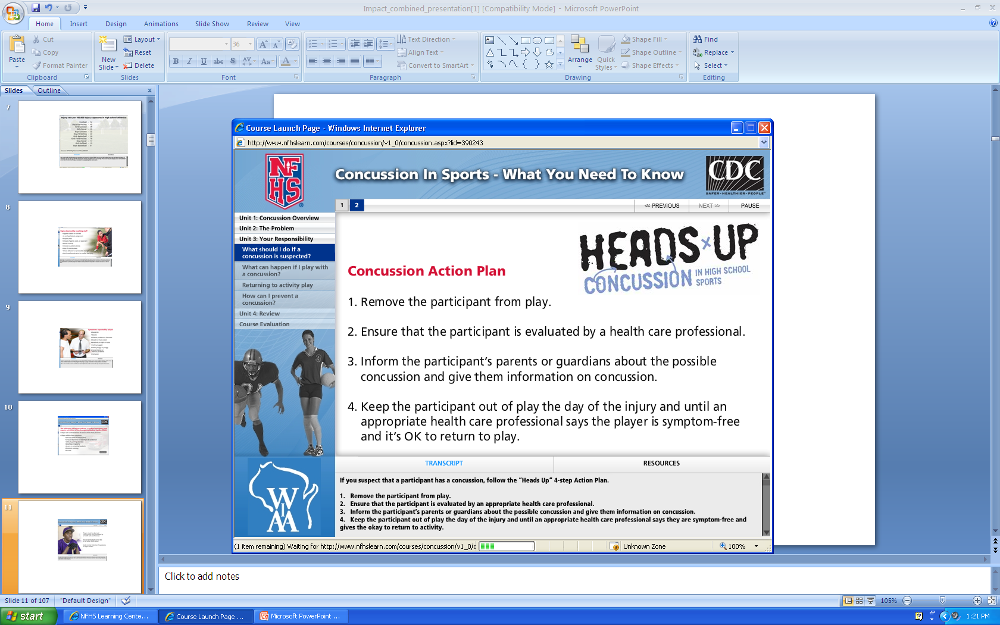 Impact_combined_presentation[1] [Compatibility Mode] - Microsoft PowerPoint
Home Insert Design Animations Slide Show Review View
Paste
Cut
Copy
Format Painter
Clipboard
New Slide
Layout
Reset
Delete
Slides
36
B I U abc S AV Aa A
Font
Text Direction
Align Text
Convert to SmartArt
Paragraph
Arrange
Quick Styles
Shape Fill
Shape Outline
Shape Effects
Drawing
Find
Replace
Select
Editing
Slides Outline
7
8
9
10
11
Course Launch Page - Windows Internet Explorer
http://www.nfhslearn.com/courses/concussion/v1_0/concussion.aspx?lid=390243
NF
HS
Concussion In Sports - What You Need To Know
CDC
SAFER·HEALTHIER·PEOPLE™
1 2
<< PREVIOUS NEXT >> PAUSE
Unit 1: Concussion Overview
Unit 2: The Problem
Unit 3: Your Responsibility
What should I do if a
concussion is suspected?
What can happen if I play with
a concussion?
Returning to activity play
How can I prevent a
concussion?
Unit 4: Review
Course Evaluation
HEADS UP
CONCUSSION IN HIGH SCHOOL
SPORTS
Concussion Action Plan
1. Remove the participant from play.
2. Ensure that the participant is evaluated by a health care professional.
3. Inform the participant’s parents or guardians about the possible
concussion and give them information on concussion.
4. Keep the participant out of play the day of the injury and until an
appropriate health care professional says the player is symptom-free
and it’s OK to return to play.
WIAA
TRANSCRIPT RESOURCES
If you suspect that a participant has a concussion, follow the “Heads Up” 4-step Action Plan.
1. Remove the participant from play.
2. Ensure that the participant is evaluated by an appropriate health care professional.
3. Inform the participant’s parents or guardians about the possible concussion and give them information on concussion.
4. Keep the participant out of play the day of the injury and until an appropriate health care professional says they are symptom-free and
gives the okay to return to activity.
(1 item remaining) Waiting for http://www.nfhslearn.com/courses/concussion/v1_0/c
Unknown Zone
100%
Click to add notes
Slide 11 of 107 "Default Design" 105%
start
NFHS Learning Cente...
Course Launch Page ...
Microsoft PowerPoint ...
1:21 PM